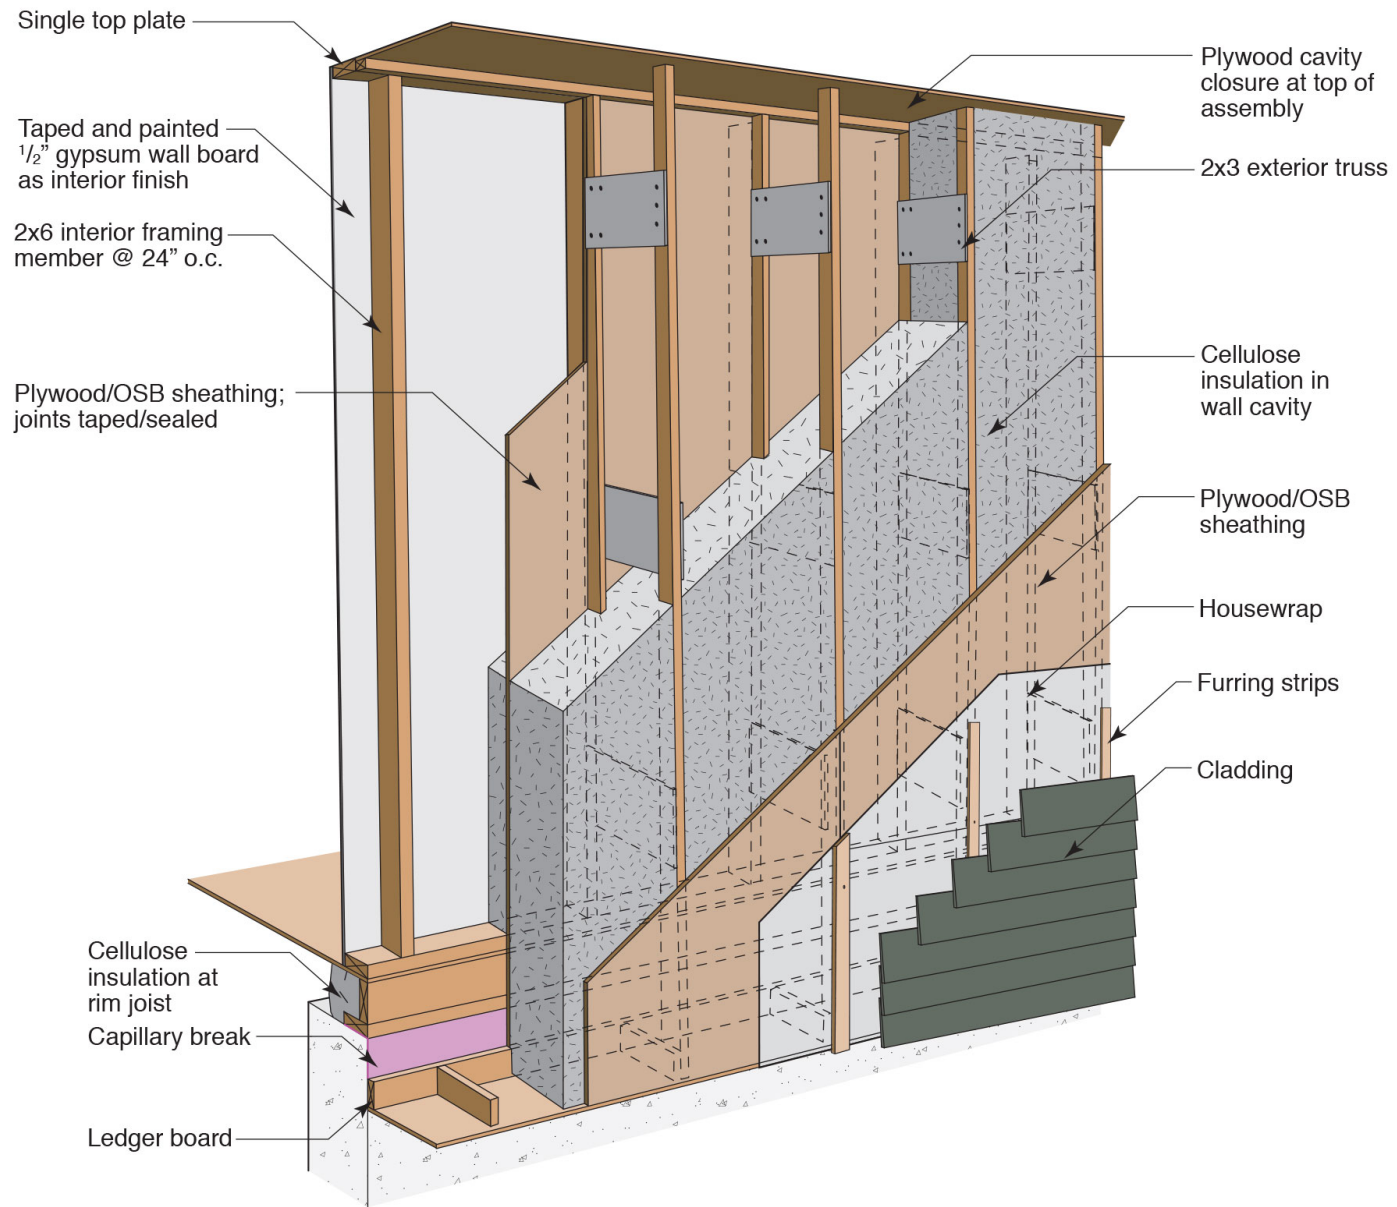 Single top plate
Taped and painted
1/2” gypsum wall board
as interior finish
2x6 interior framing
member @ 24” o.c.
Plywood/OSB sheathing;
joints taped/sealed
Cellulose
insulation at
rim joist
Capillary break
Ledger board
Plywood cavity
closure at top of
assembly
2x3 exterior truss
Cellulose
insulation in
wall cavity
Plywood/OSB
sheathing
Housewrap
Furring strips
Cladding